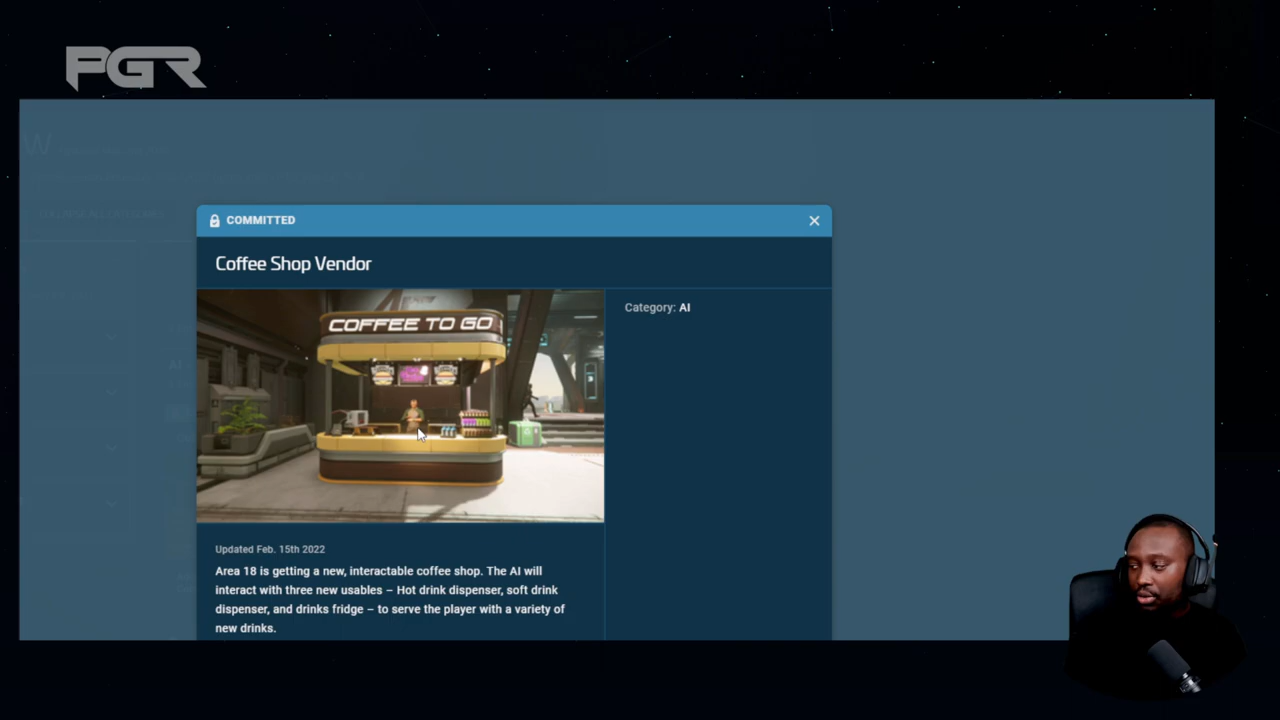 PGR
COMMITTED
Coffee Shop Vendor
COFFEE TO GO
Category: AI
Updated Feb. 15th 2022
Area 18 is getting a new, interactable coffee shop. The AI will
interact with three new usables – Hot drink dispenser, soft drink
dispenser, and drinks fridge – to serve the player with a variety of
new drinks.